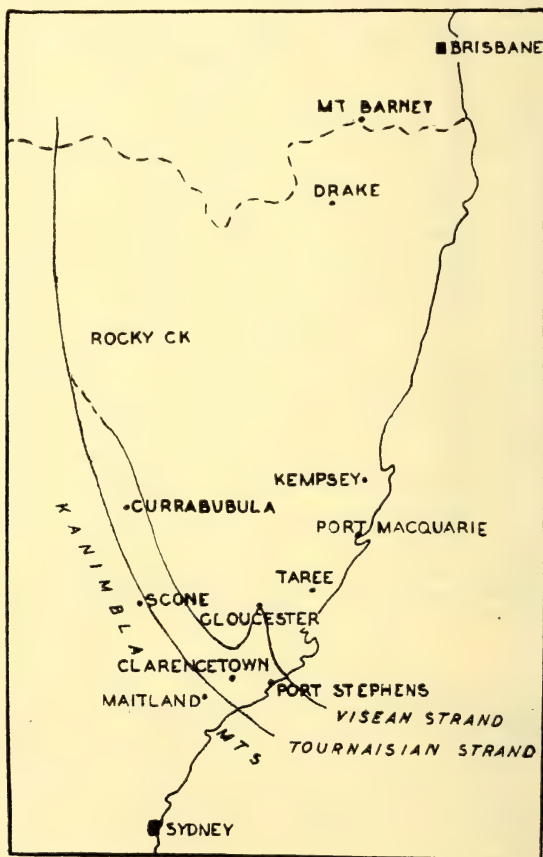 BRISBANE
MT BARNEY
DRAKE
ROCKY CK
KEMPSEY
CURRABUBULA
PORT MACQUARIE
KANIMBLA
TAREE
SCONE
GLOUCESTER
CLARENCETOWN
PORT STEPHENS
MAITLAND
VISEAN STRAND
MTS
TOURNAISIAN STRAND
SYDNEY